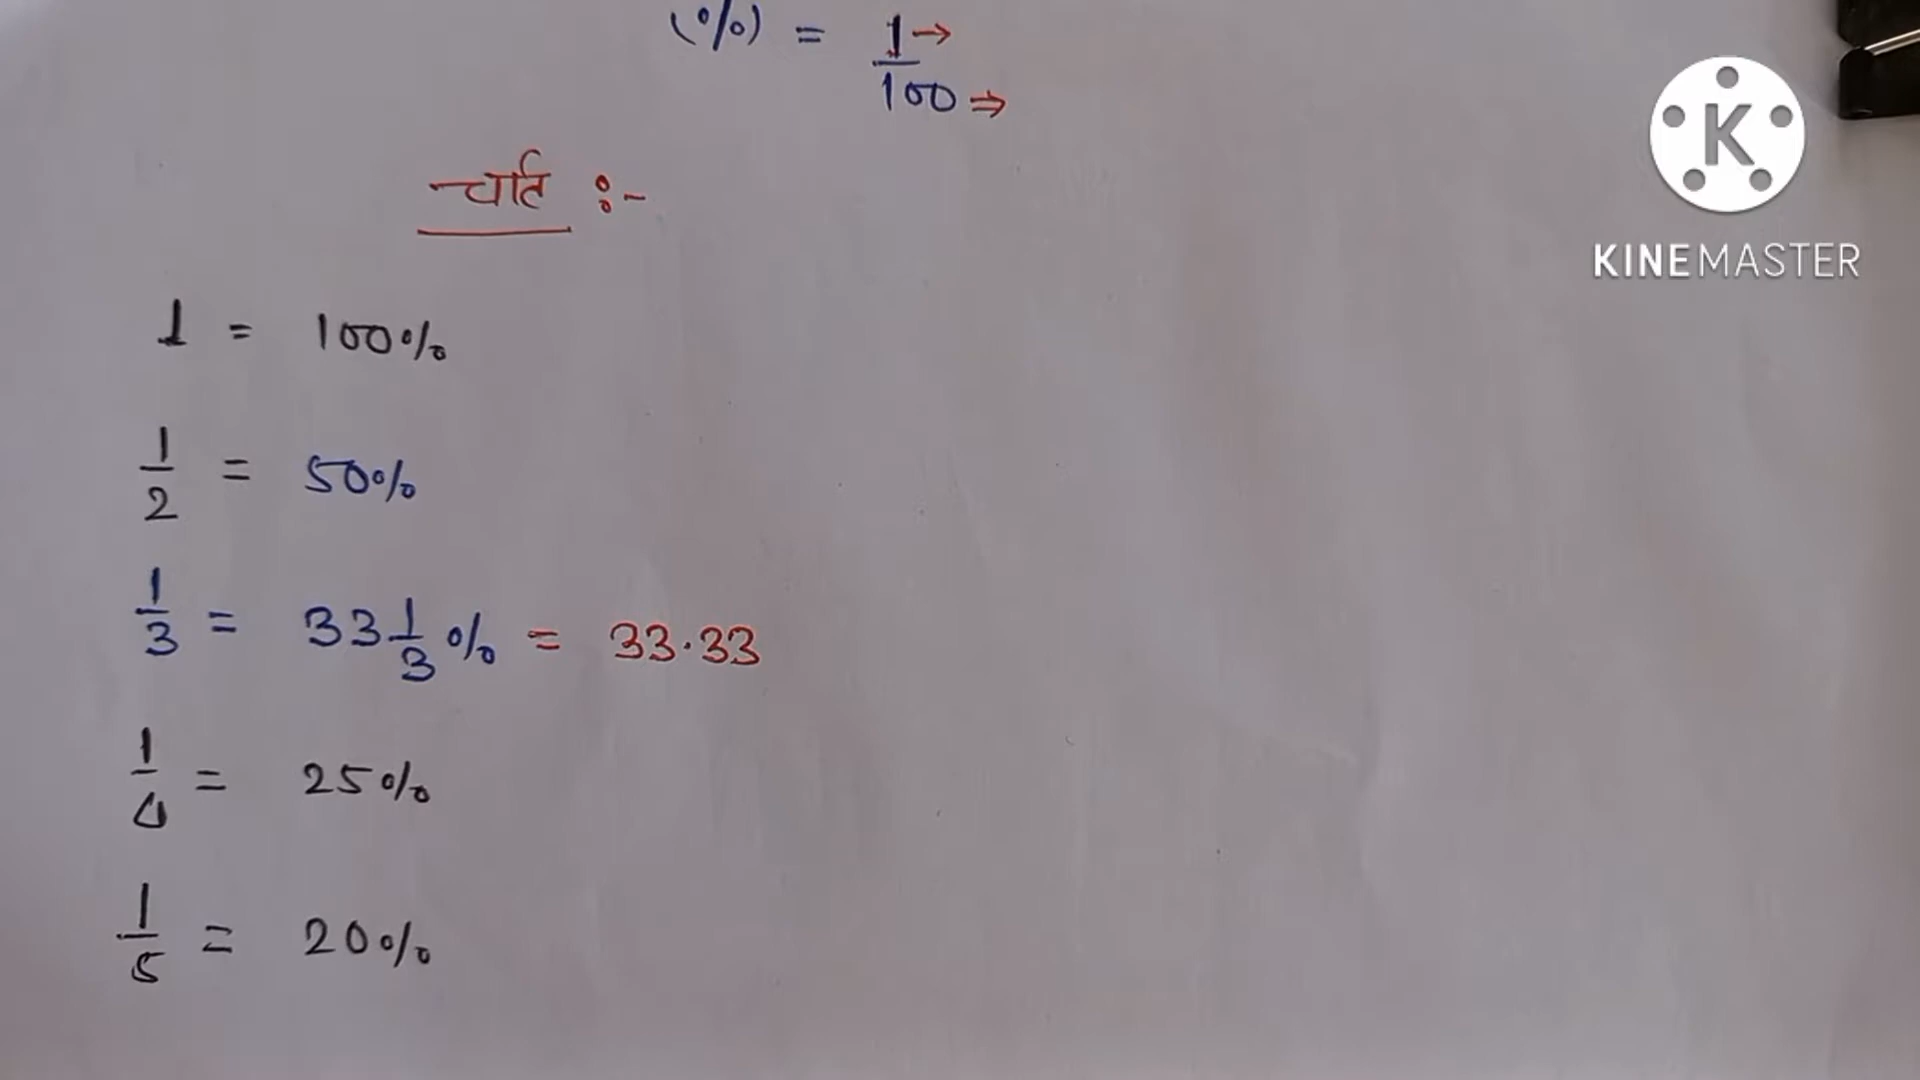 (%) = 1/100 → ⇒
चार्ट :-
1 = 100%
1/2 = 50%
1/3 = 33 1/3 % = 33.33
1/4 = 25%
1/5 = 20%
K
KINEMASTER